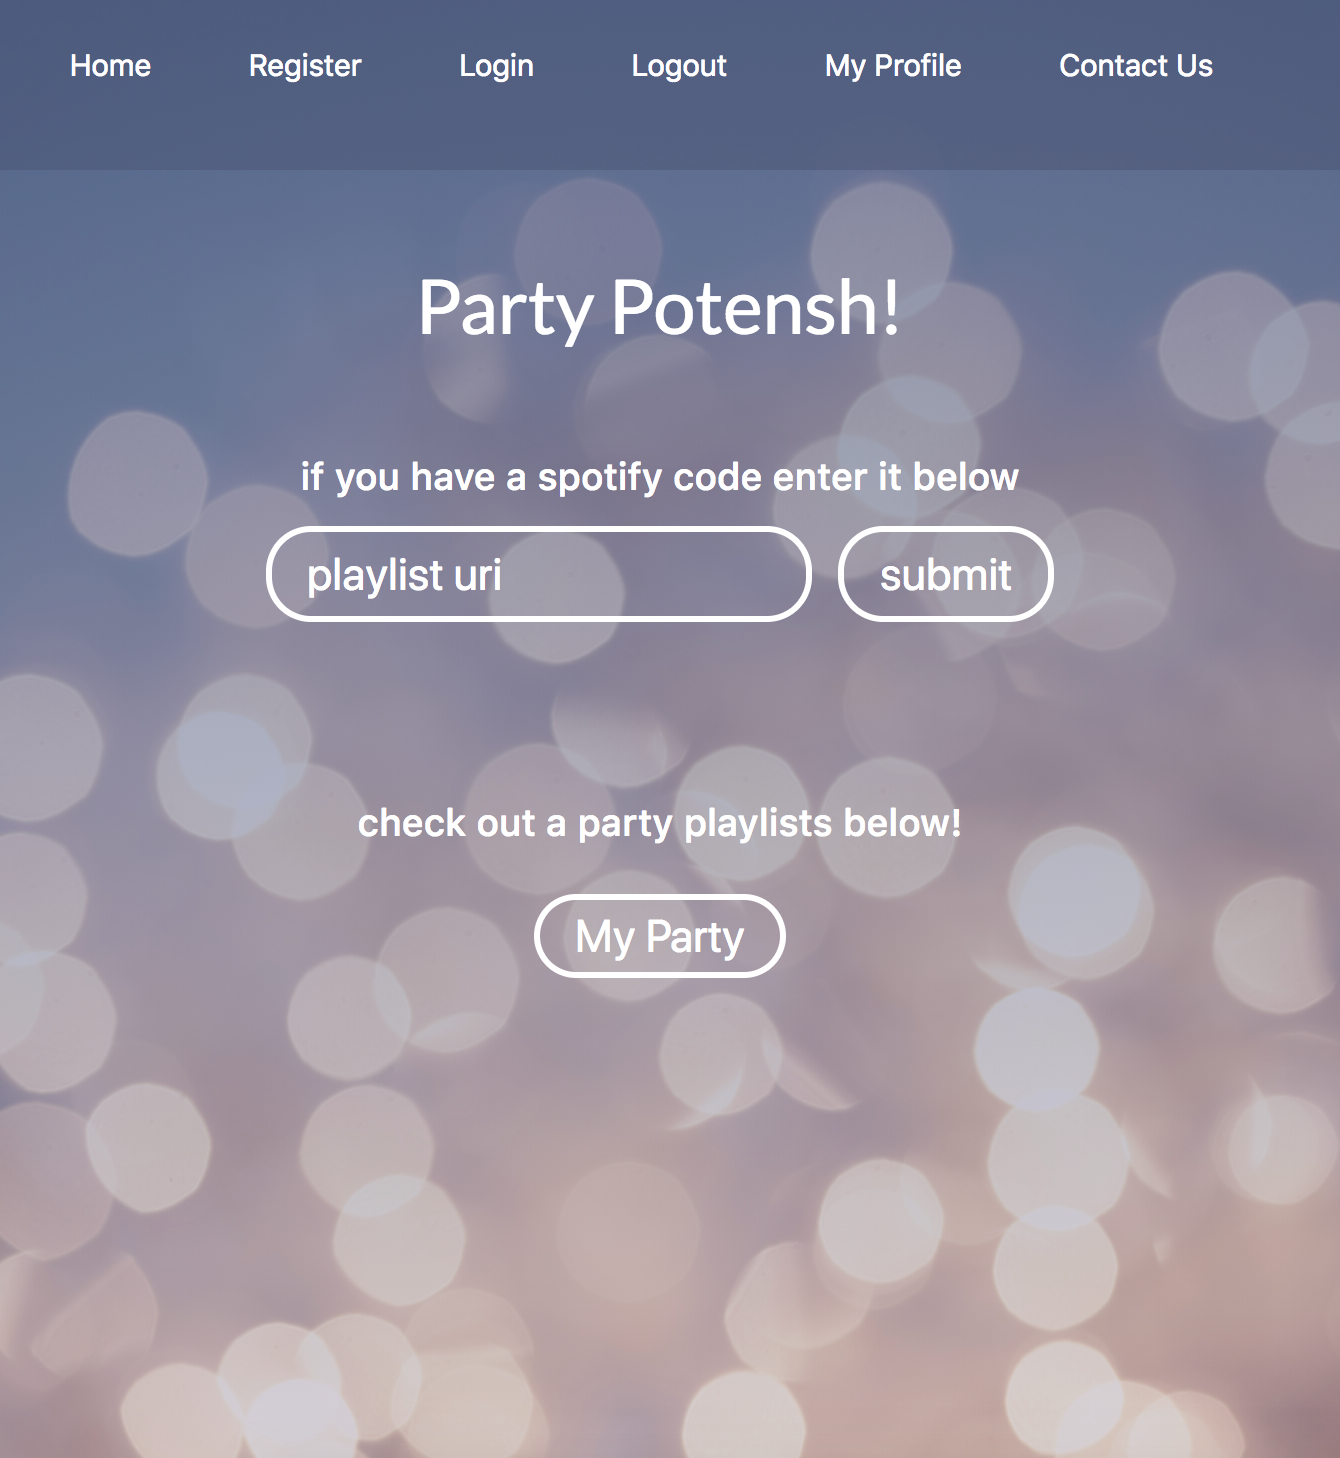 Home Register Login Logout My Profile Contact Us
Party Potensh!
if you have a spotify code enter it below
playlist uri submit
check out a party playlists below!
My Party